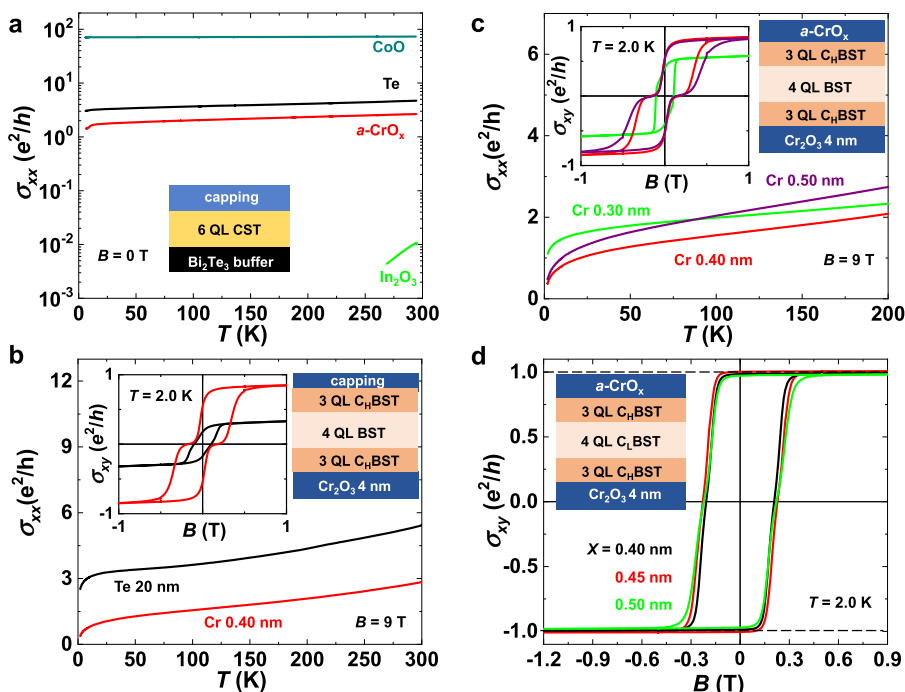 a
σxx (e²/h)
10²
10¹
10⁰
10⁻¹
10⁻²
10⁻³
CoO
Te
a-CrOx
capping
6 QL CST
Bi₂Te₃ buffer
B = 0 T
In₂O₃
0 50 100 150 200 250 300
T (K)
b
σxx(e²/h)
12
9
6
3
0
T = 2.0 K
σxy (e²/h)
1
-1
-1 0 1
B (T)
capping
3 QL CHBST
4 QL BST
3 QL CHBST
Cr₂O₃ 4 nm
Te 20 nm
Cr 0.40 nm
B = 9 T
0 50 100 150 200 250 300
T (K)
c
σxx(e²/h)
6
4
2
0
T = 2.0 K
σxy (e²/h)
1
-1
-1 0 1
B (T)
a-CrOx
3 QL CHBST
4 QL BST
3 QL CHBST
Cr₂O₃ 4 nm
Cr 0.50 nm
Cr 0.30 nm
Cr 0.40 nm
B = 9 T
0 50 100 150 200
T (K)
d
σxy (e²/h)
1.0
0.5
0.0
-0.5
-1.0
a-CrOx
3 QL CHBST
4 QL CLBST
3 QL CHBST
Cr₂O₃ 4 nm
X = 0.40 nm
0.45 nm
0.50 nm
T = 2.0 K
-1.2 -0.9 -0.6 -0.3 0 0.3 0.6 0.9
B (T)